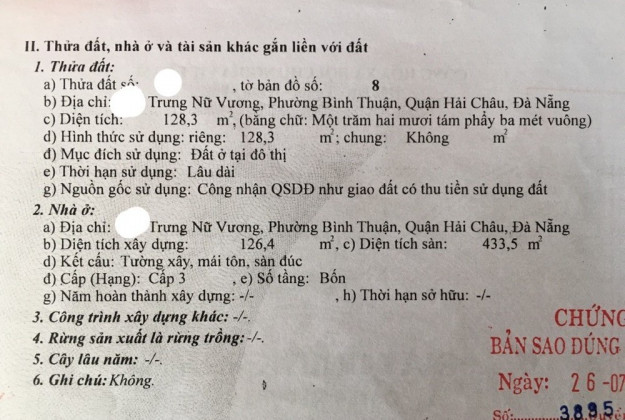 II. Thửa đất, nhà ở và tài sản khác gắn liền với đất
1. Thửa đất:
a) Thửa đất số: , tờ bản đồ số: 8
b) Địa chỉ: Trưng Nữ Vương, Phường Bình Thuận, Quận Hải Châu, Đà Nẵng
c) Diện tích: 128,3 m², (bằng chữ: Một trăm hai mươi tám phẩy ba mét vuông)
d) Hình thức sử dụng: riêng: 128,3 m²; chung: Không m²
đ) Mục đích sử dụng: Đất ở tại đô thị
e) Thời hạn sử dụng: Lâu dài
g) Nguồn gốc sử dụng: Công nhận QSDĐ như giao đất có thu tiền sử dụng đất
2. Nhà ở:
a) Địa chỉ: Trưng Nữ Vương, Phường Bình Thuận, Quận Hải Châu, Đà Nẵng
b) Diện tích xây dựng: 126,4 m², c) Diện tích sàn: 433,5 m²
d) Kết cấu: Tường xây, mái tôn, sàn đúc
đ) Cấp (Hạng): Cấp 3 , e) Số tầng: Bốn
g) Năm hoàn thành xây dựng: -/- , h) Thời hạn sở hữu: -/-
3. Công trình xây dựng khác: -/-.
4. Rừng sản xuất là rừng trồng: -/-.
5. Cây lâu năm: -/-.
6. Ghi chú: Không.
CHỨNG
BẢN SAO ĐÚNG
Ngày: 26 -07
Số: 3895